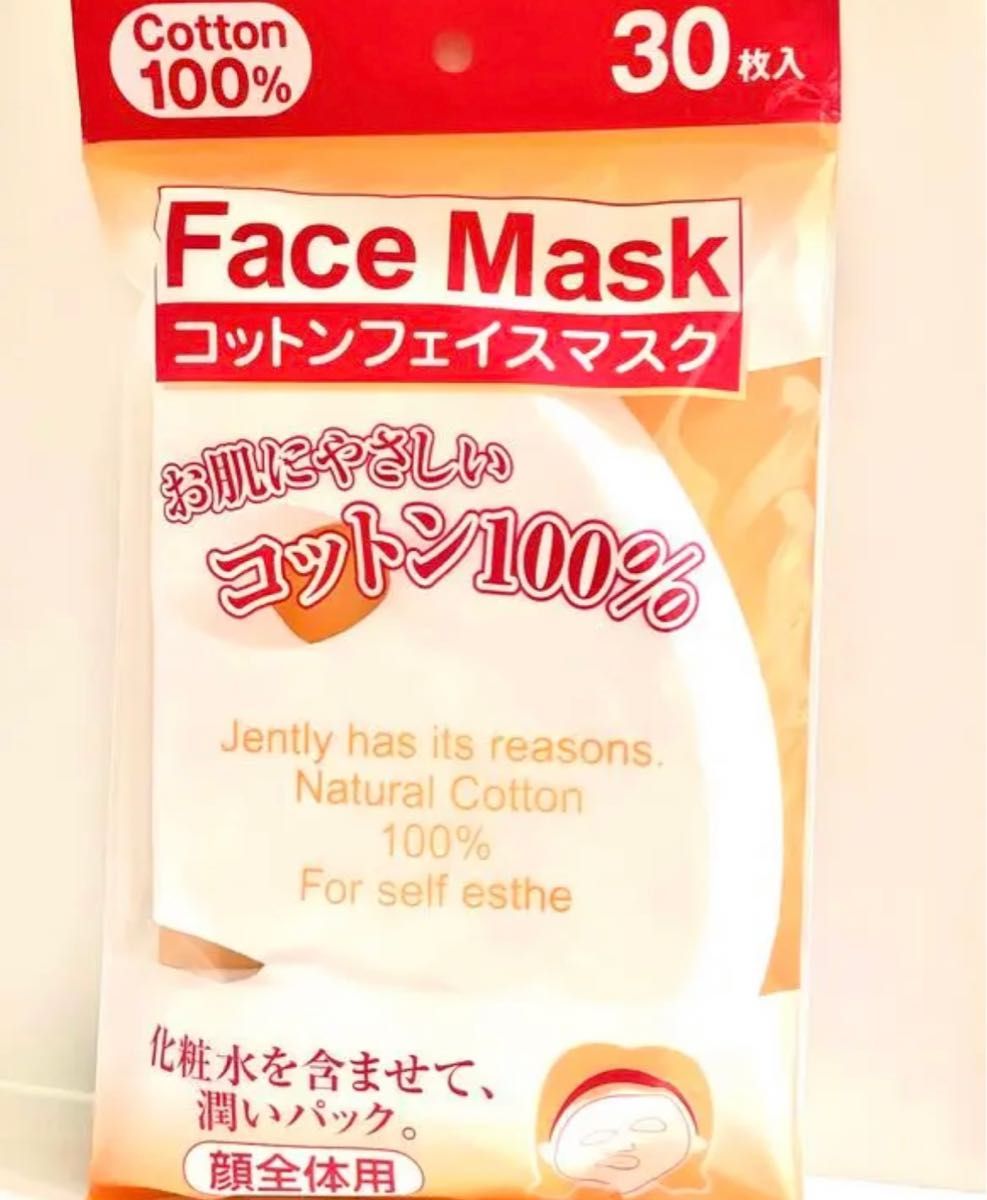 Cotton
100%
30枚入
Face Mask
コットンフェイスマスク
お肌にやさしい
コットン100%
Jently has its reasons.
Natural Cotton
100%
For self esthe
化粧水を含ませて、
潤いパック。
顔全体用